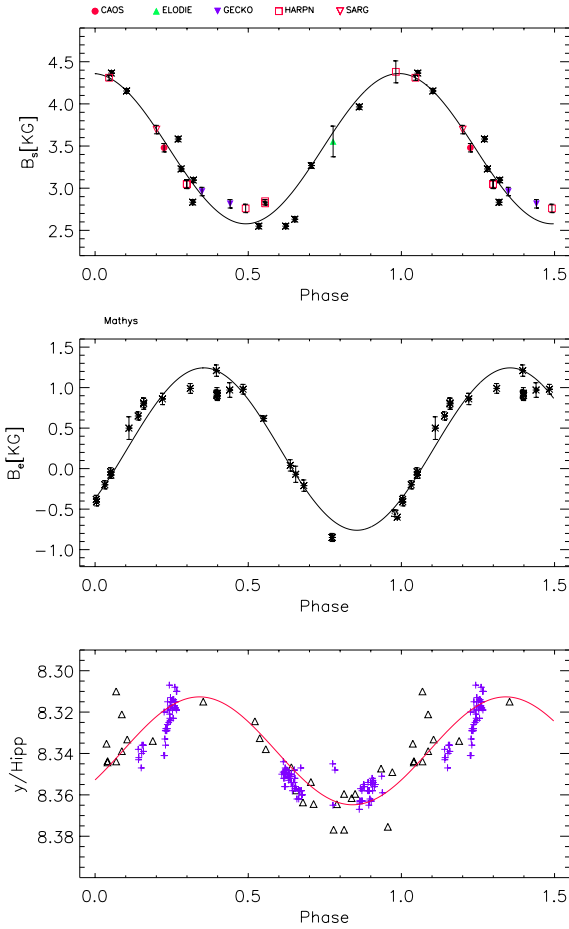 CAOS ELODIE GECKO HARPN SARG
4.5
4.0
3.5
3.0
2.5
Bs[KG]
0.0 0.5 1.0 1.5
Phase
Mathys
1.5
1.0
0.5
0.0
−0.5
−1.0
Be[KG]
0.0 0.5 1.0 1.5
Phase
8.30
8.32
8.34
8.36
8.38
y/Hipp
0.0 0.5 1.0 1.5
Phase